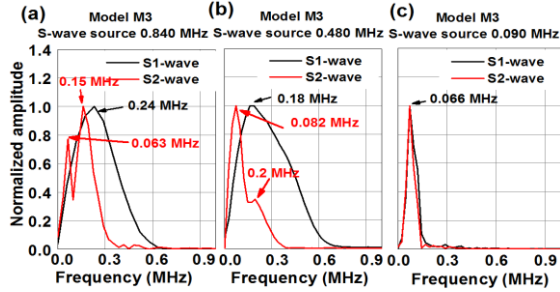 (a) Model M3
S-wave source 0.840 MHz
(b) Model M3
S-wave source 0.480 MHz
(c) Model M3
S-wave source 0.090 MHz
Normalized amplitude
1.4
1.2
1.0
0.8
0.6
0.4
0.2
0.0
S1-wave
S2-wave
0.15 MHz
0.24 MHz
0.063 MHz
0.0 0.3 0.6 0.9
Frequency (MHz)
S1-wave
S2-wave
0.18 MHz
0.082 MHz
0.2 MHz
0.0 0.3 0.6 0.9
Frequency (MHz)
S1-wave
S2-wave
0.066 MHz
0.0 0.3 0.6 0.9
Frequency (MHz)